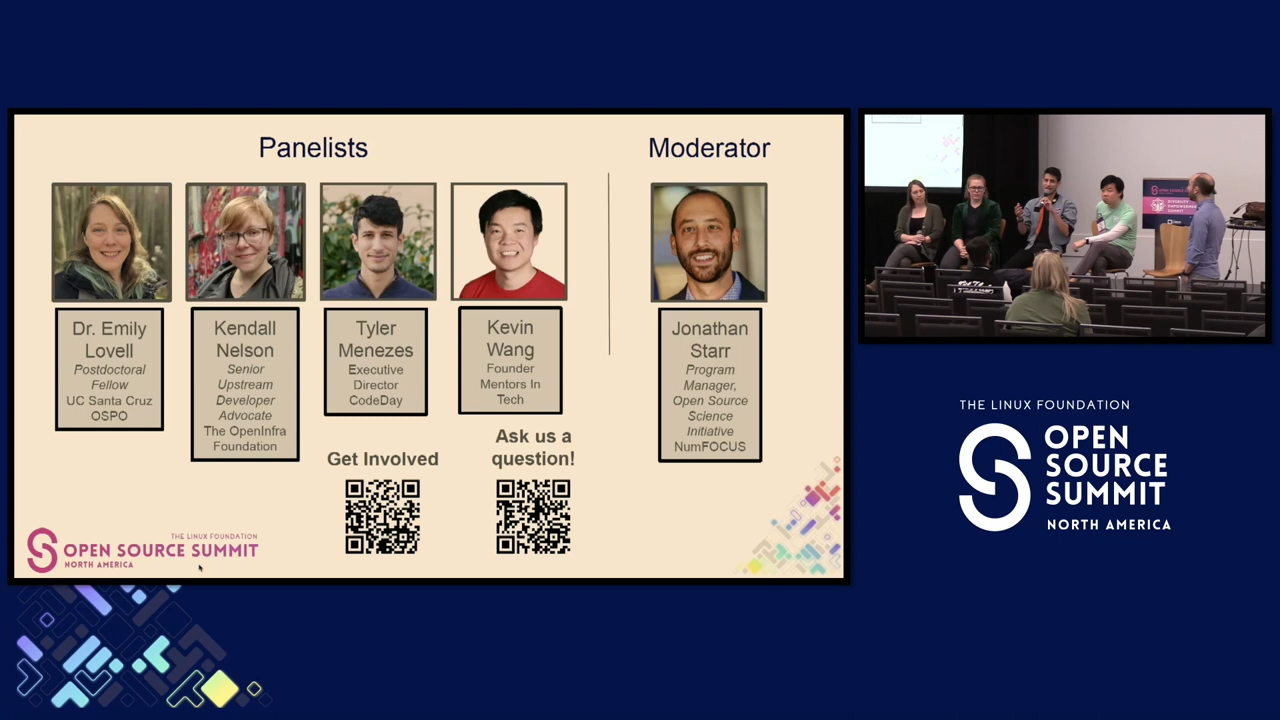 Panelists
Moderator
Dr. Emily
Lovell
Postdoctoral
Fellow
UC Santa Cruz
OSPO
Kendall
Nelson
Senior
Upstream
Developer
Advocate
The OpenInfra
Foundation
Tyler
Menezes
Executive
Director
CodeDay
Kevin
Wang
Founder
Mentors In
Tech
Jonathan
Starr
Program
Manager,
Open Source
Science
Initiative
NumFOCUS
Get Involved
Ask us a
question!
THE LINUX FOUNDATION
OPEN SOURCE SUMMIT
NORTH AMERICA
THE LINUX FOUNDATION
OPEN
SOURCE
SUMMIT
NORTH AMERICA